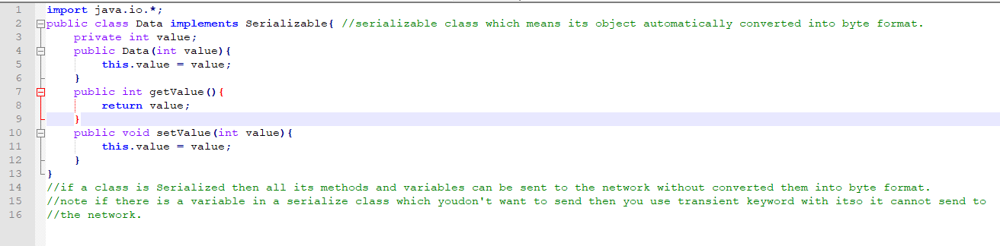 1 import java.io.*;
2 public class Data implements Serializable{ //serializable class which means its object automatically converted into byte format.
3 private int value;
4 public Data(int value){
5 this.value = value;
6 }
7 public int getValue(){
8 return value;
9 }
10 public void setValue(int value){
11 this.value = value;
12 }
13 }
14 //if a class is Serialized then all its methods and variables can be sent to the network without converted them into byte format.
15 //note if there is a variable in a serialize class which youdon't want to send then you use transient keyword with itso it cannot send to
16 //the network.